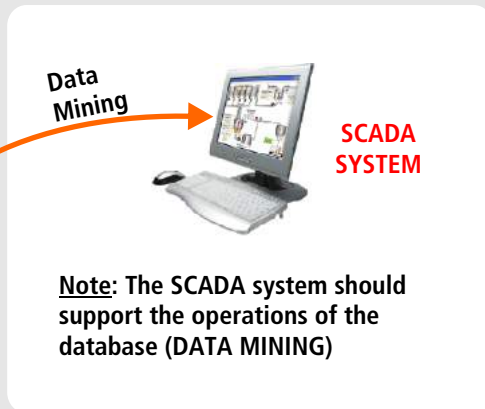 Data
Mining
SCADA
SYSTEM
Note: The SCADA system should
support the operations of the
database (DATA MINING)